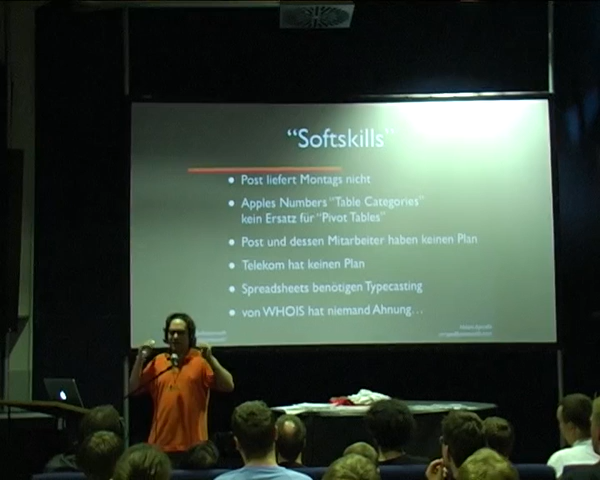 “Softskills”
Post liefert Montags nicht
Apples Numbers “Table Categories”
kein Ersatz für “Pivot Tables”
Post und dessen Mitarbeiter haben keinen Plan
Telekom hat keinen Plan
Spreadsheets benötigen Typecasting
von WHOIS hat niemand Ahnung...